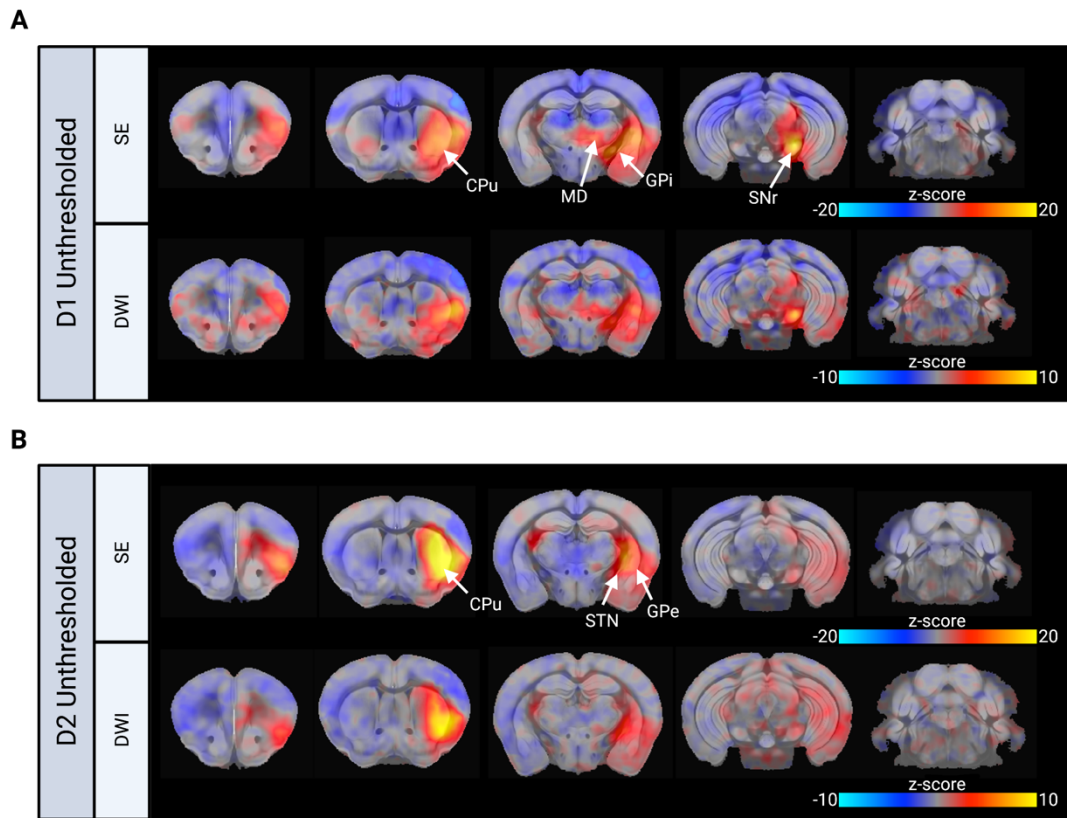 A
D1 Unthresholded
SE
CPu
MD
GPi
SNr
z-score
-20
20
DWI
z-score
-10
10
B
D2 Unthresholded
SE
CPu
STN
GPe
z-score
-20
20
DWI
z-score
-10
10